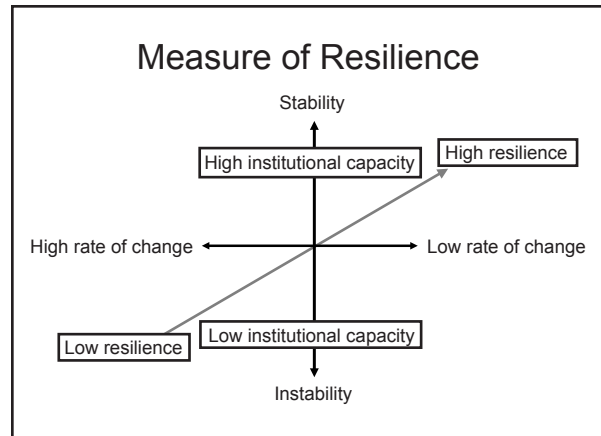 Measure of Resilience
Stability
High institutional capacity
High resilience
High rate of change
Low rate of change
Low institutional capacity
Low resilience
Instability